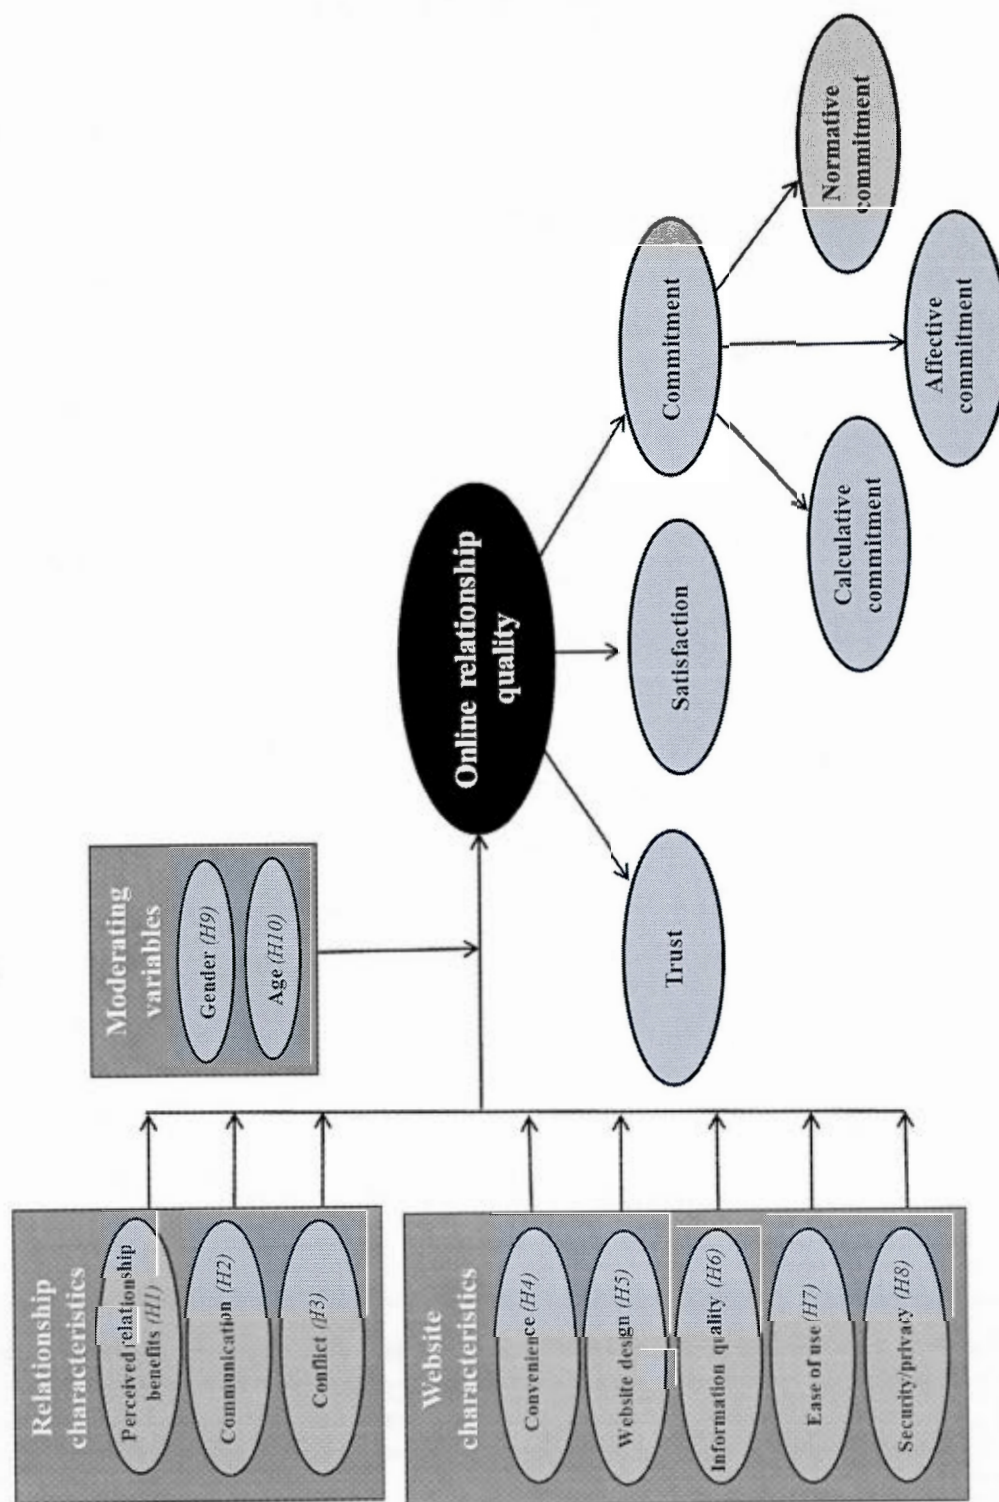 Relationship
characteristics
Perceived relationship
benefits (H1)
Communication (H2)
Conflict (H3)
Website
characteristics
Convenience (H4)
Website design (H5)
Information quality (H6)
Ease of use (H7)
Security/privacy (H8)
Moderating
variables
Gender (H9)
Age (H10)
Online relationship
quality
Trust
Satisfaction
Commitment
Calculative
commitment
Affective
commitment
Normative
commitment